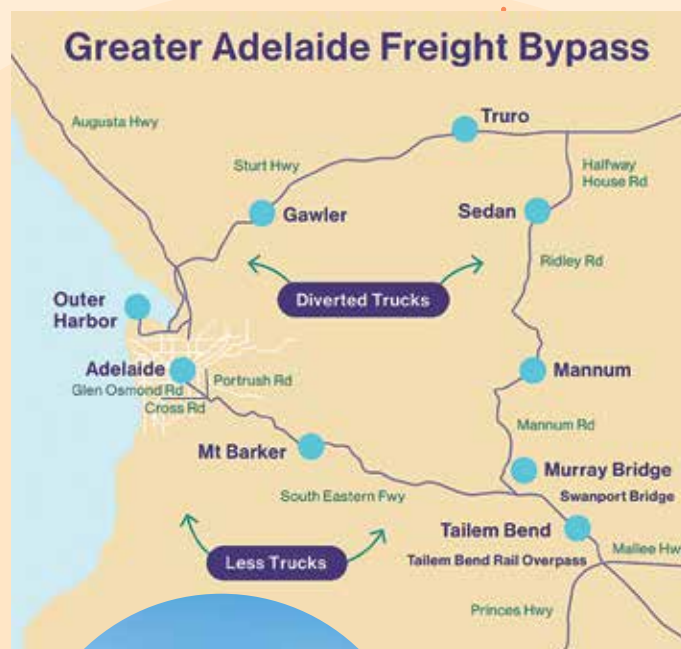 Greater Adelaide Freight Bypass
Augusta Hwy
Truro
Sturt Hwy
Halfway
House Rd
Gawler
Sedan
Ridley Rd
Outer
Harbor
Diverted Trucks
Adelaide
Portrush Rd
Mannum
Glen Osmond Rd
Cross Rd
Mannum Rd
Mt Barker
Murray Bridge
South Eastern Fwy
Swanport Bridge
Tailem Bend
Less Trucks
Tailem Bend Rail Overpass
Mallee Hw
Princes Hwy